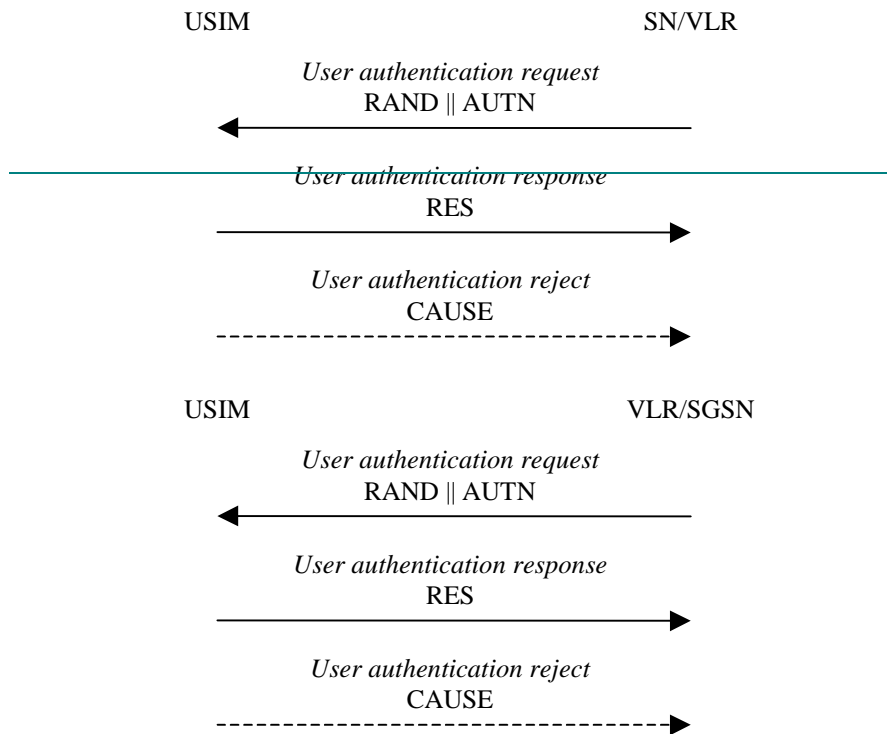 USIM SN/VLR
User authentication request
RAND || AUTN
User authentication response
RES
User authentication reject
CAUSE
USIM VLR/SGSN
User authentication request
RAND || AUTN
User authentication response
RES
User authentication reject
CAUSE